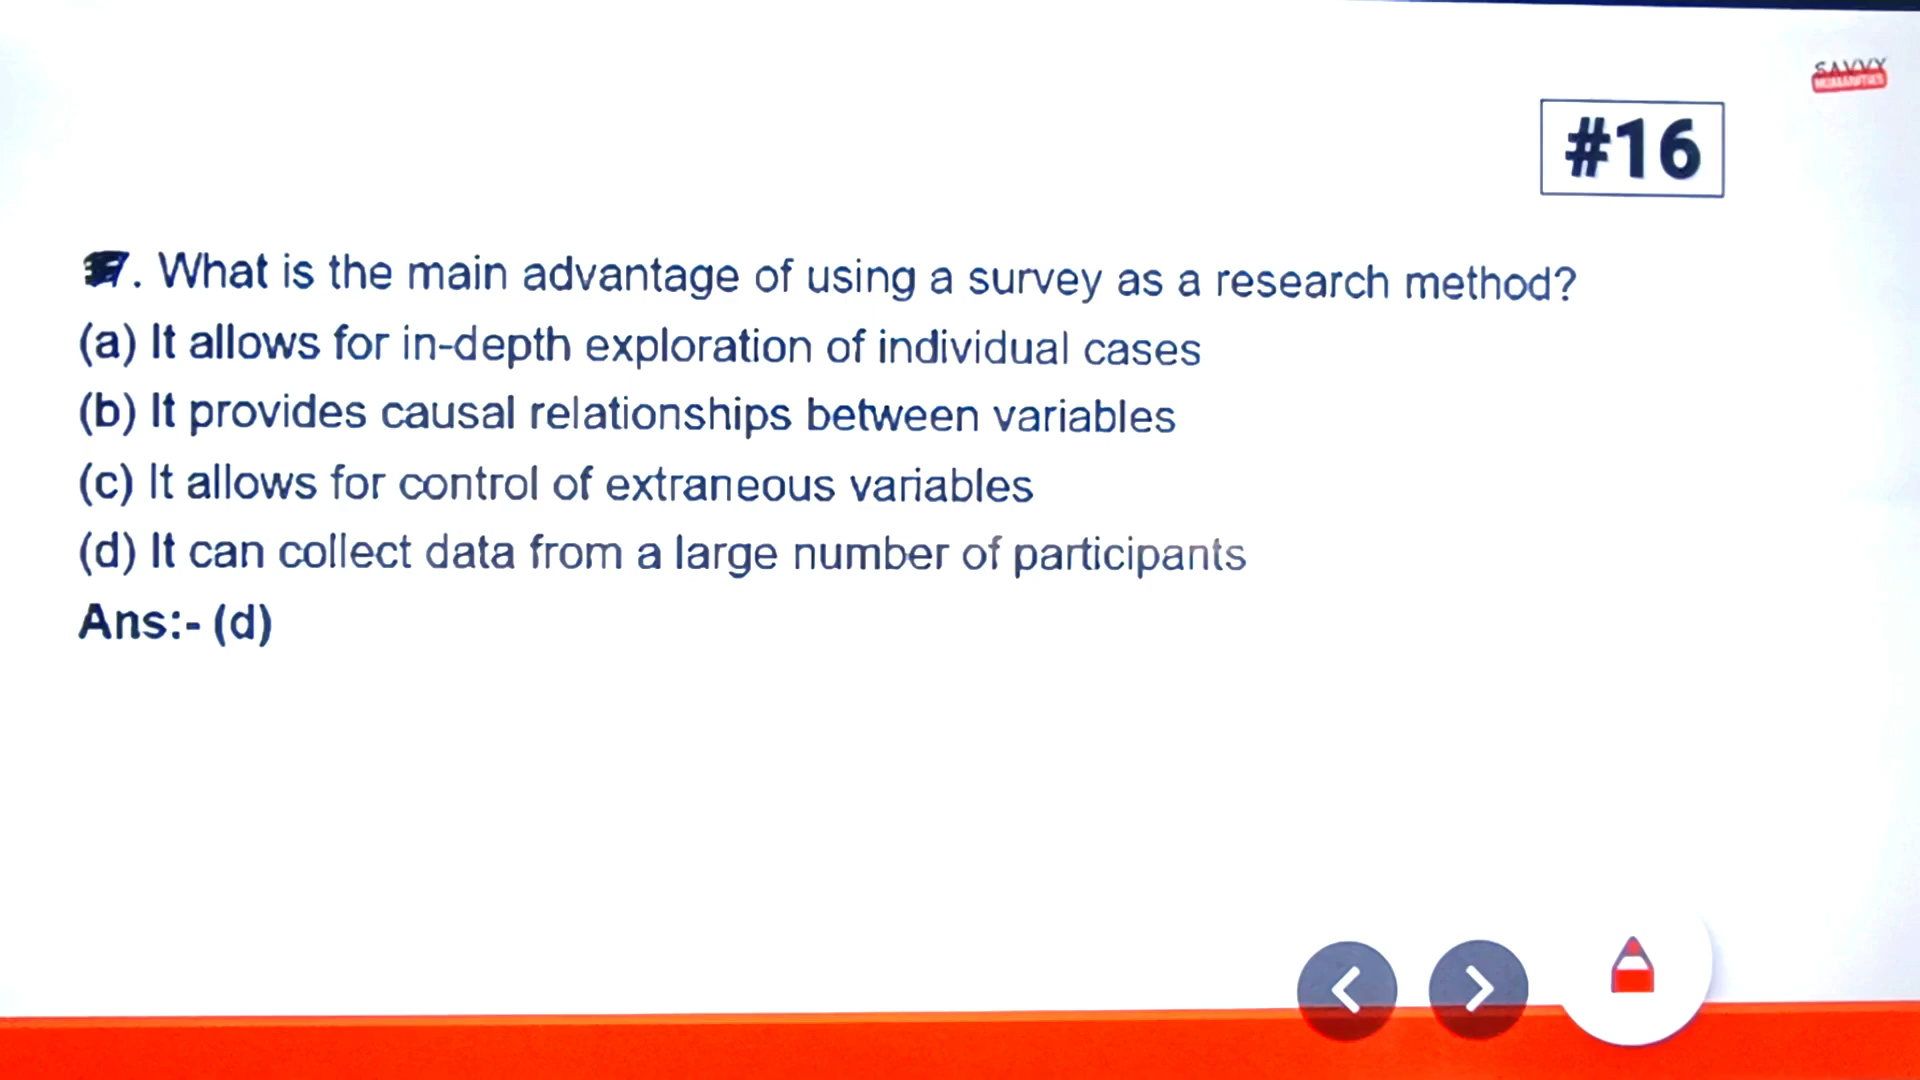 SAVVY
#16
7. What is the main advantage of using a survey as a research method?
(a) It allows for in-depth exploration of individual cases
(b) It provides causal relationships between variables
(c) It allows for control of extraneous variables
(d) It can collect data from a large number of participants
Ans:- (d)